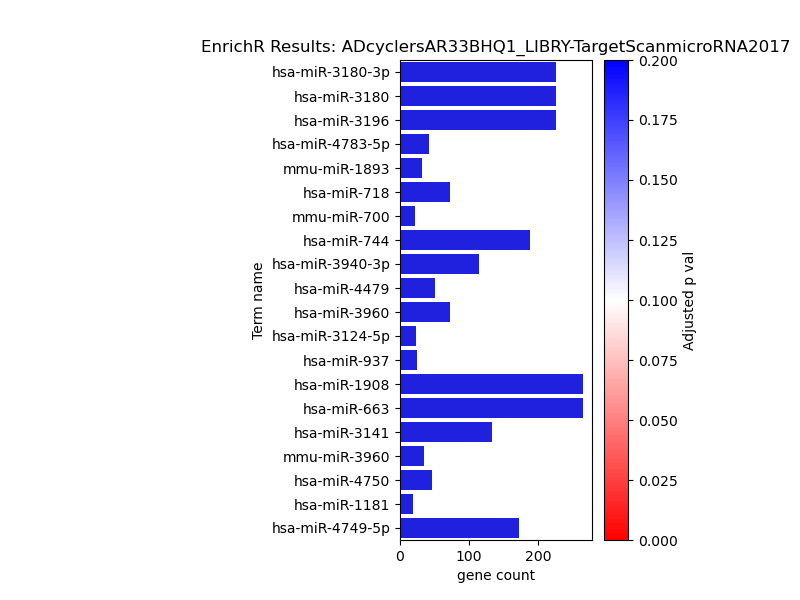 EnrichR Results: ADcyclersAR33BHQ1_LIBRY-TargetScanmicroRNA2017
hsa-miR-3180-3p
hsa-miR-3180
hsa-miR-3196
hsa-miR-4783-5p
mmu-miR-1893
hsa-miR-718
mmu-miR-700
hsa-miR-744
hsa-miR-3940-3p
hsa-miR-4479
hsa-miR-3960
hsa-miR-3124-5p
hsa-miR-937
hsa-miR-1908
hsa-miR-663
hsa-miR-3141
mmu-miR-3960
hsa-miR-4750
hsa-miR-1181
hsa-miR-4749-5p
Term name
0 100 200
gene count
0.200
0.175
0.150
0.125
0.100
0.075
0.050
0.025
0.000
Adjusted p val